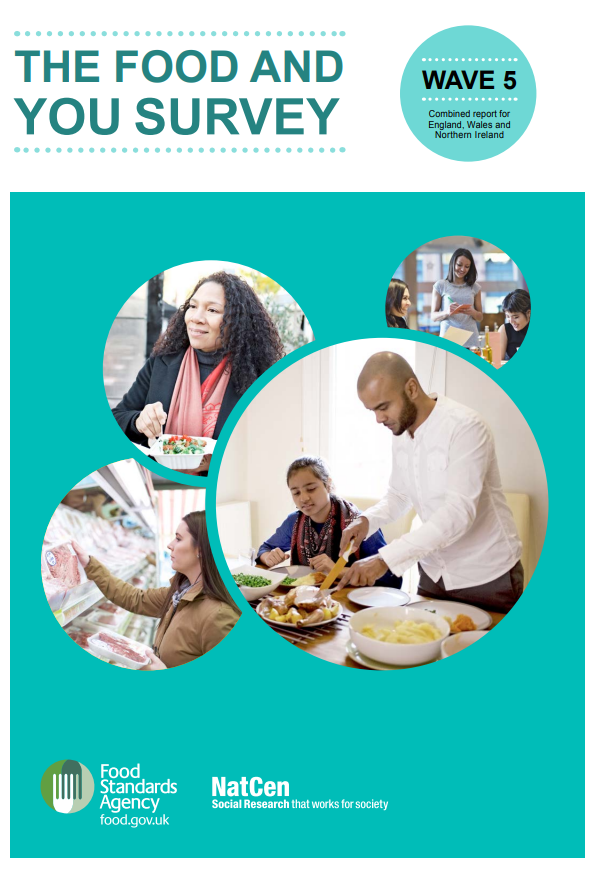 THE FOOD AND
YOU SURVEY
WAVE 5
Combined report for
England, Wales and
Northern Ireland
Food
Standards
Agency
food.gov.uk
NatCen
Social Research that works for society